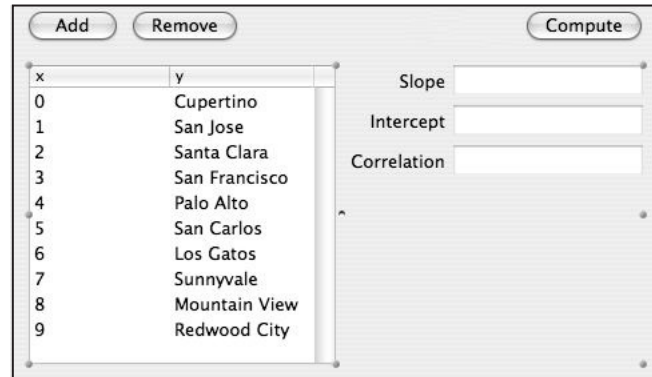 Add Remove Compute
x y
0 Cupertino
1 San Jose
2 Santa Clara
3 San Francisco
4 Palo Alto
5 San Carlos
6 Los Gatos
7 Sunnyvale
8 Mountain View
9 Redwood City
Slope
Intercept
Correlation